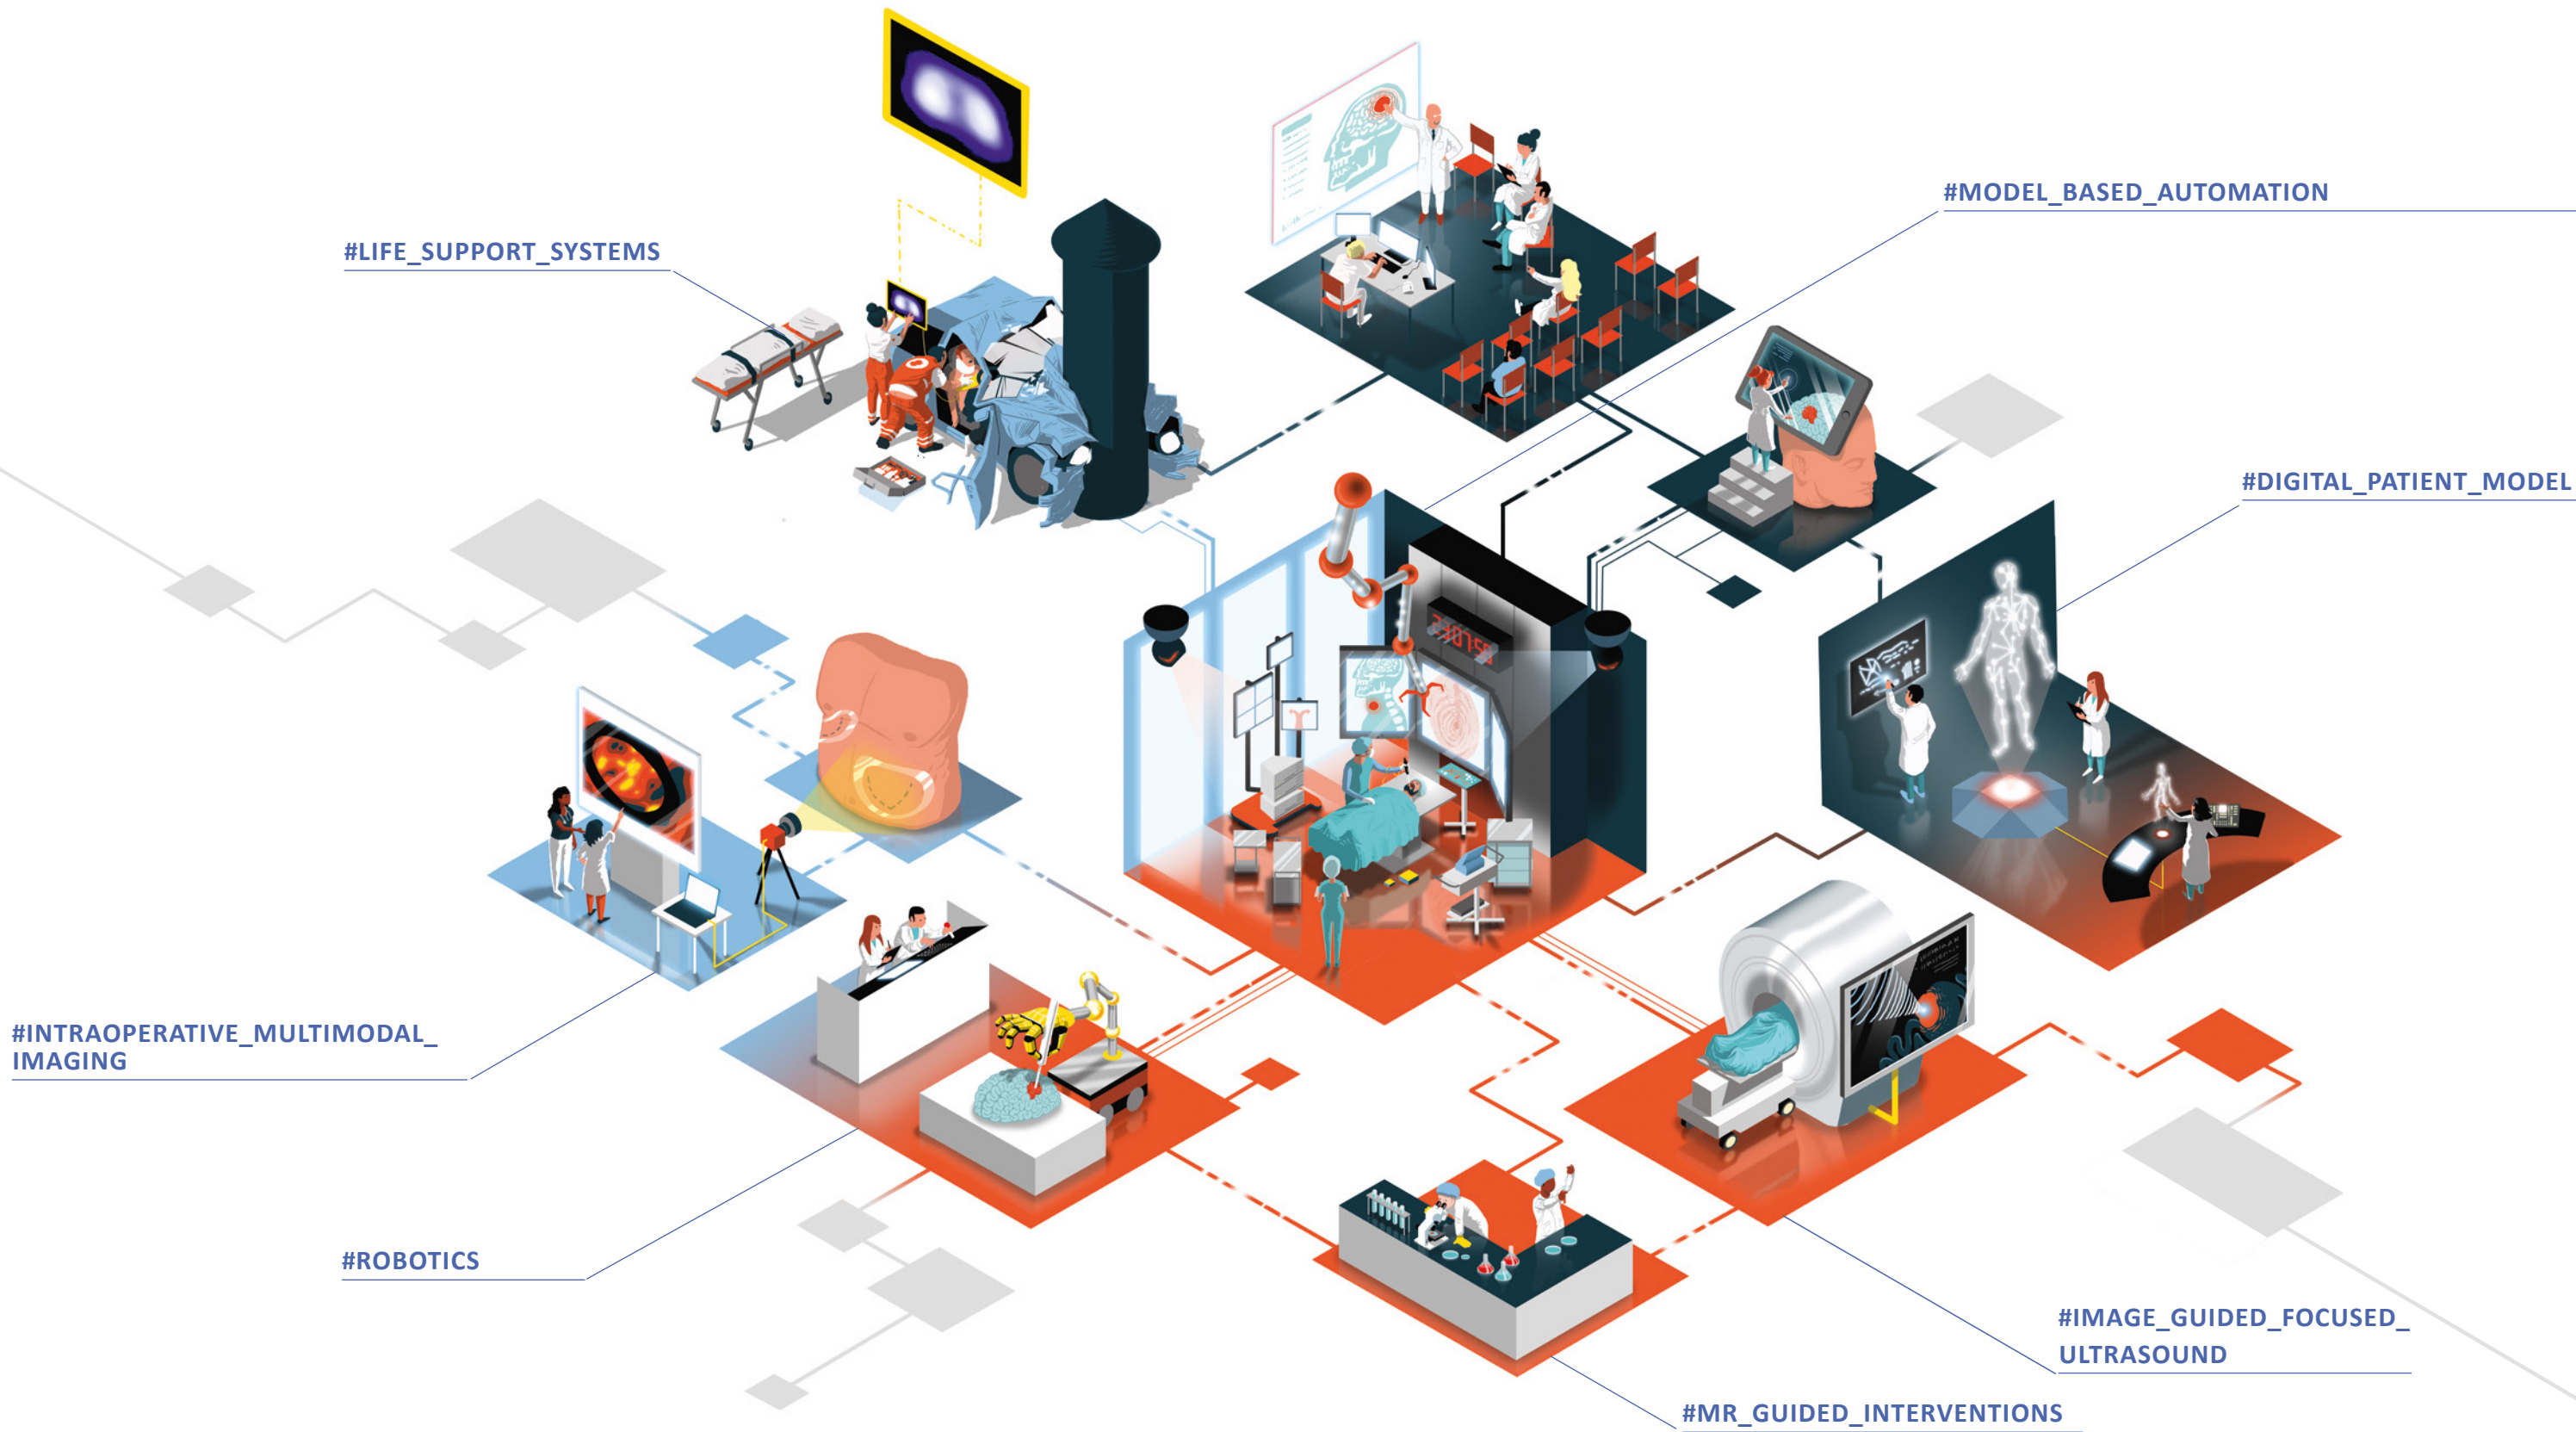 #MODEL_BASED_AUTOMATION
#LIFE_SUPPORT_SYSTEMS
#DIGITAL_PATIENT_MODEL
#INTRAOPERATIVE_MULTIMODAL_
IMAGING
#ROBOTICS
#IMAGE_GUIDED_FOCUSED_
ULTRASOUND
#MR_GUIDED_INTERVENTIONS